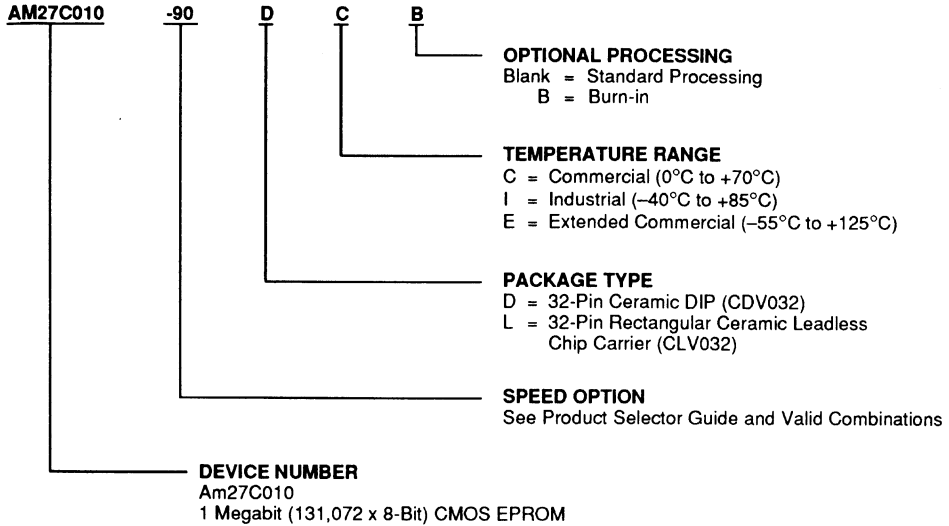 AM27C010 -90 D C B
OPTIONAL PROCESSING
Blank = Standard Processing
B = Burn-in
TEMPERATURE RANGE
C = Commercial (0°C to +70°C)
I = Industrial (–40°C to +85°C)
E = Extended Commercial (–55°C to +125°C)
PACKAGE TYPE
D = 32-Pin Ceramic DIP (CDV032)
L = 32-Pin Rectangular Ceramic Leadless
Chip Carrier (CLV032)
SPEED OPTION
See Product Selector Guide and Valid Combinations
DEVICE NUMBER
Am27C010
1 Megabit (131,072 x 8-Bit) CMOS EPROM